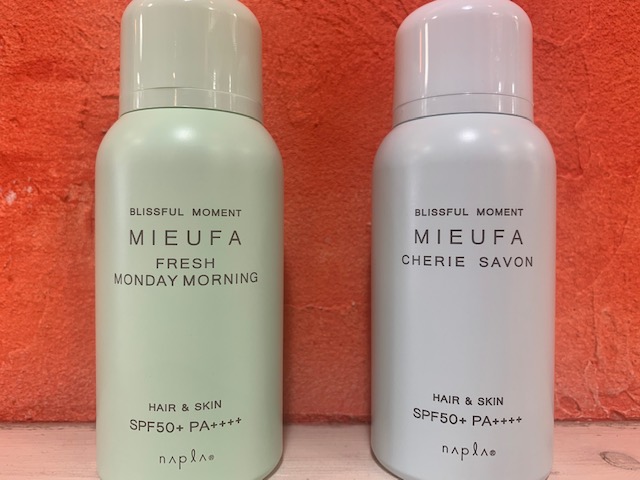 BLISSFUL MOMENT
MIEUFA
FRESH
MONDAY MORNING
HAIR & SKIN
SPF50+ PA++++
napla®
BLISSFUL MOMENT
MIEUFA
CHERIE SAVON
HAIR & SKIN
SPF50+ PA++++
napla®